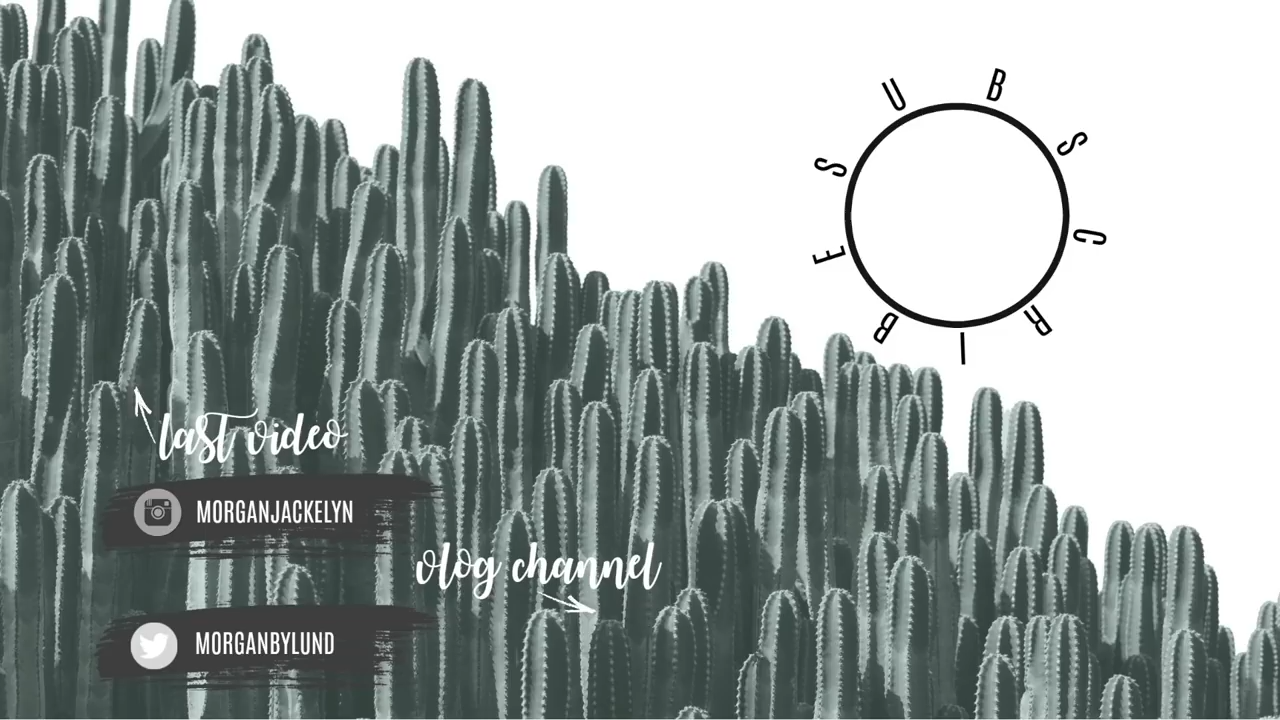 SUBSCRIBE
last video
MORGANJACKELYN
vlog channel
MORGANBYLUND